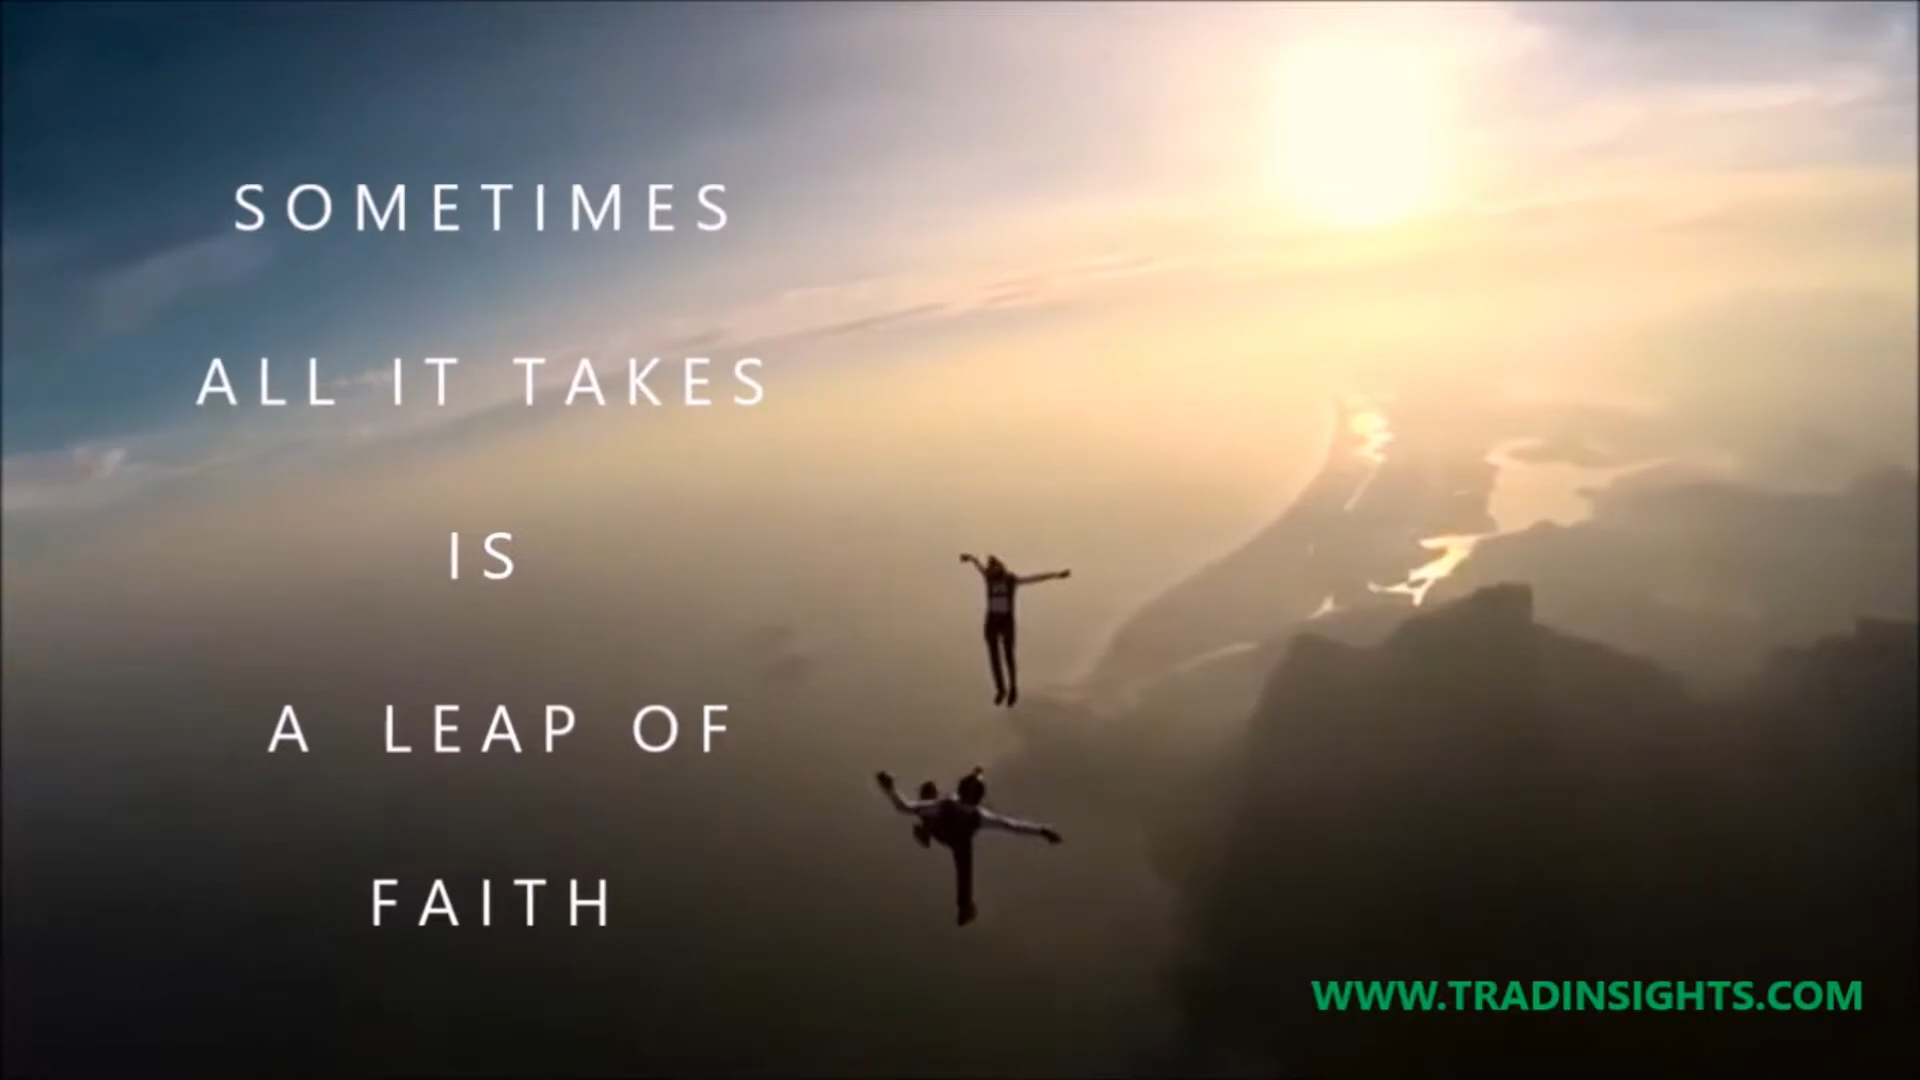 SOMETIMES
ALL IT TAKES
IS
A LEAP OF
FAITH
WWW.TRADINSIGHTS.COM